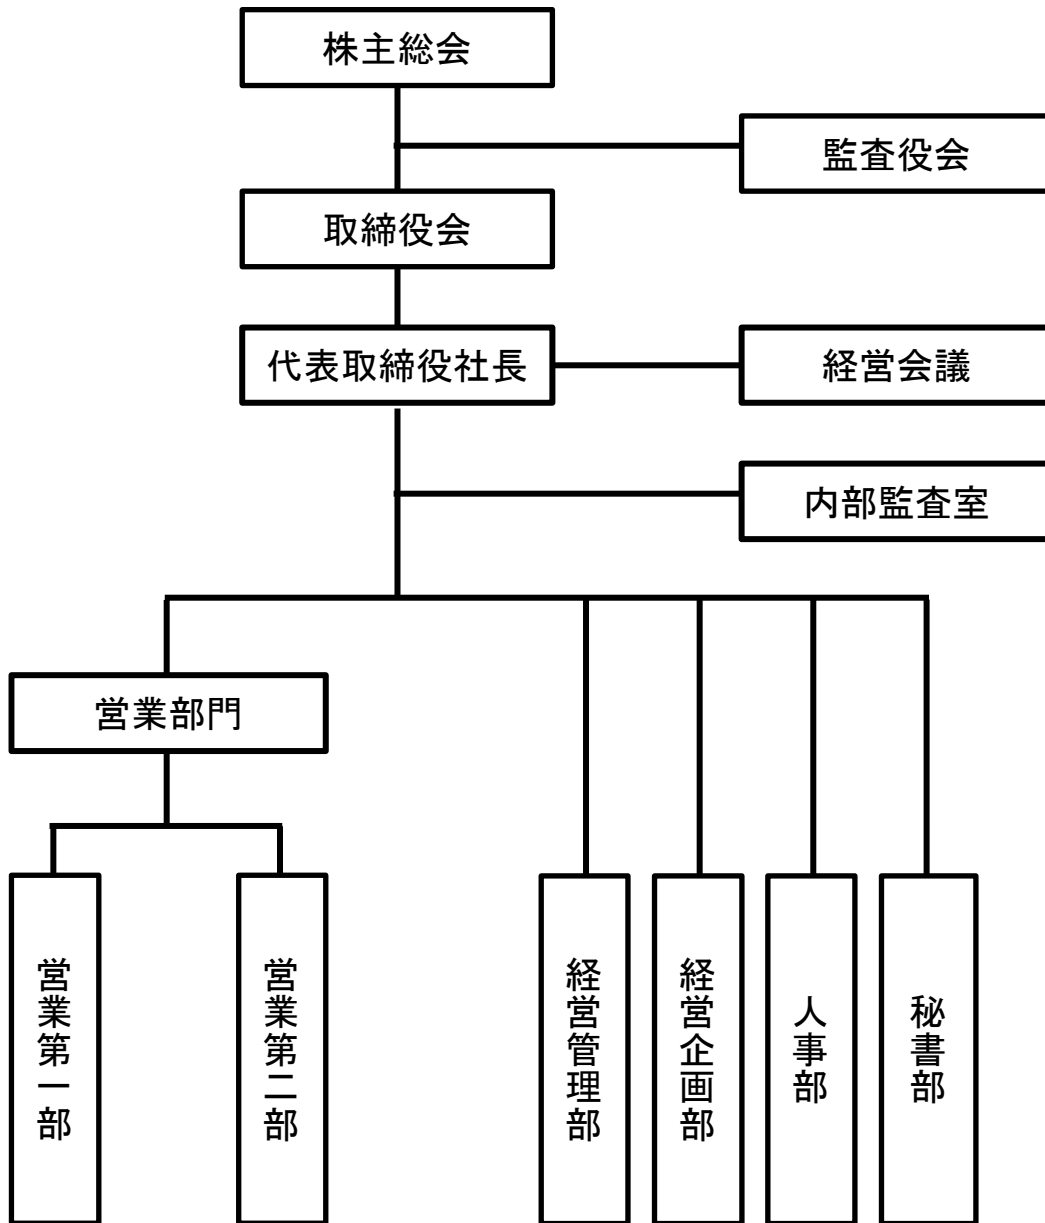 株主総会
監査役会
取締役会
代表取締役社長
経営会議
内部監査室
営業部門
営業第一部
営業第二部
経営管理部
経営企画部
人事部
秘書部